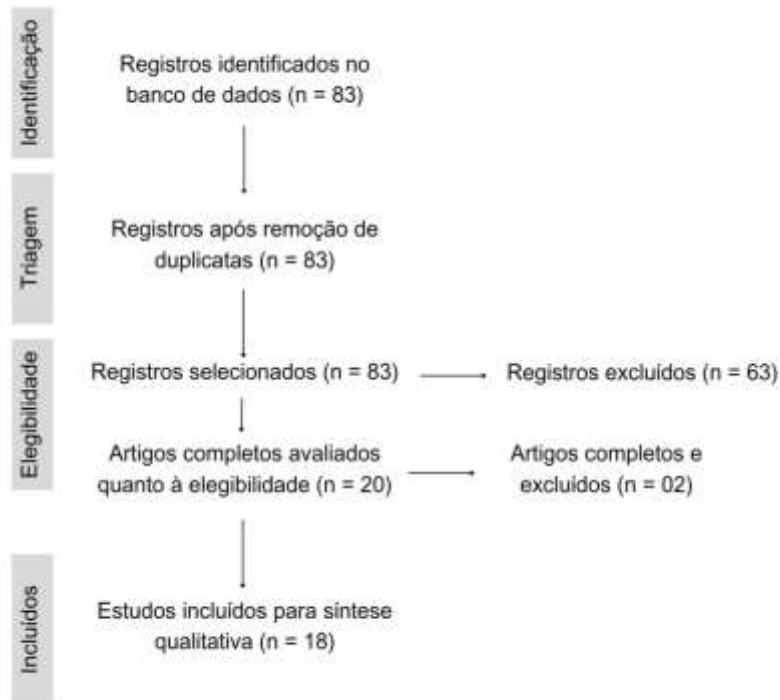 Identificação
Registros identificados no
banco de dados (n = 83)
Triagem
Registros após remoção de
duplicatas (n = 83)
Elegibilidade
Registros selecionados (n = 83)
Registros excluídos (n = 63)
Artigos completos avaliados
quanto à elegibilidade (n = 20)
Artigos completos e
excluídos (n = 02)
Incluídos
Estudos incluídos para síntese
qualitativa (n = 18)